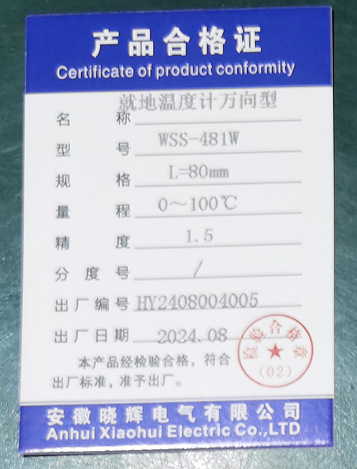 产品合格证
Certificate of product conformity
名称 就地温度计万向型
型号 WSS-481W
规格 L=80mm
量程 0～100℃
精度 1.5
分度号 /
出厂编号 HY2408004005
出厂日期 2024.08
本产品经检验合格，符合
出厂标准，准予出厂。
(02)
安徽晓辉电气有限公司
Anhui Xiaohui Electric Co.,LTD